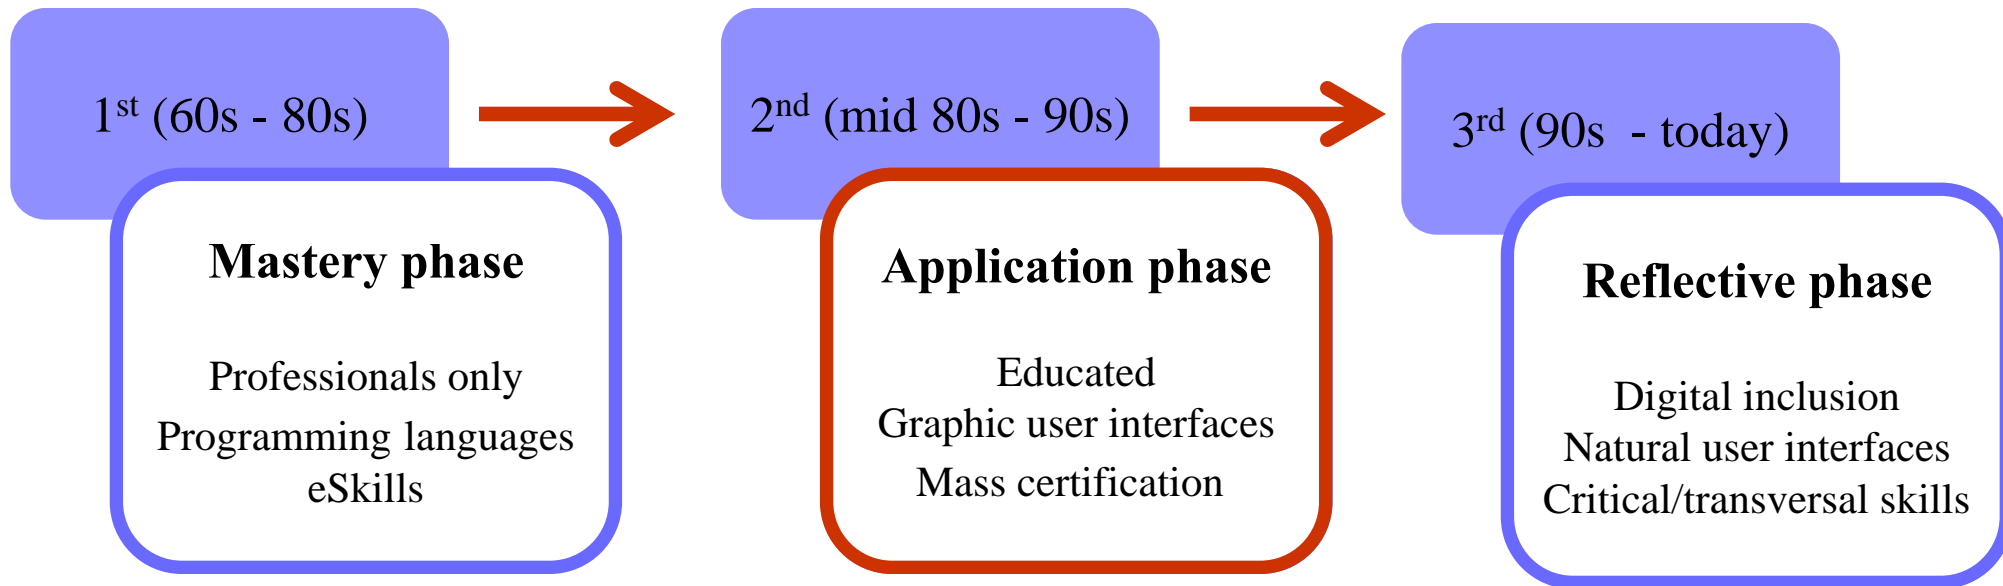 1st (60s - 80s)
Mastery phase
Professionals only
Programming languages
eSkills
2nd (mid 80s - 90s)
Application phase
Educated
Graphic user interfaces
Mass certification
3rd (90s - today)
Reflective phase
Digital inclusion
Natural user interfaces
Critical/transversal skills